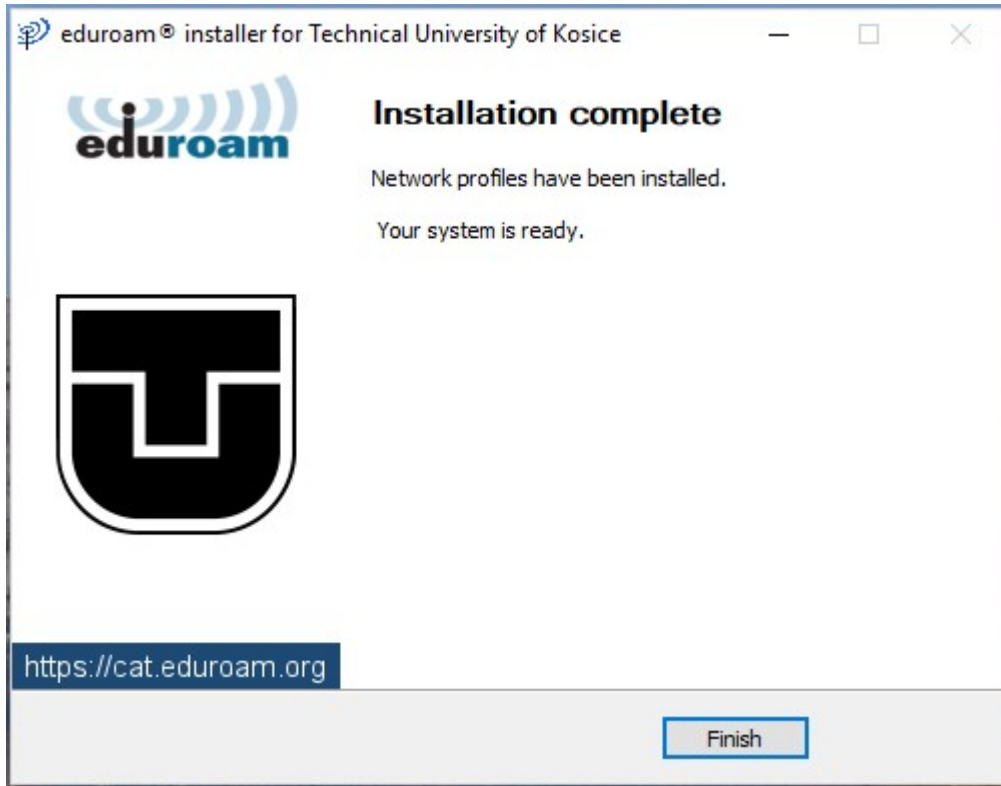 eduroam® installer for Technical University of Kosice
eduroam
Installation complete
Network profiles have been installed.
Your system is ready.
TU
https://cat.eduroam.org
Finish